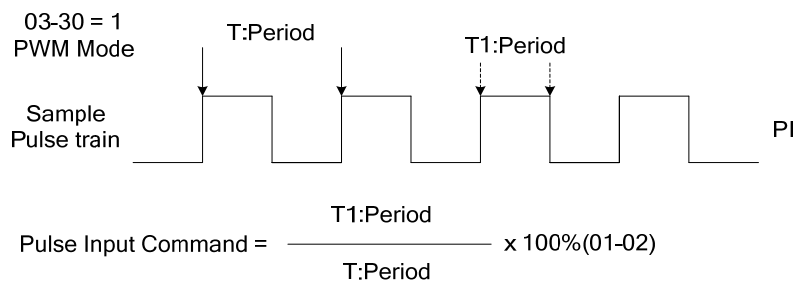 03-30 = 1
PWM Mode
T:Period
T1:Period
Sample
Pulse train
PI
Pulse Input Command = T1:Period / T:Period x 100%(01-02)